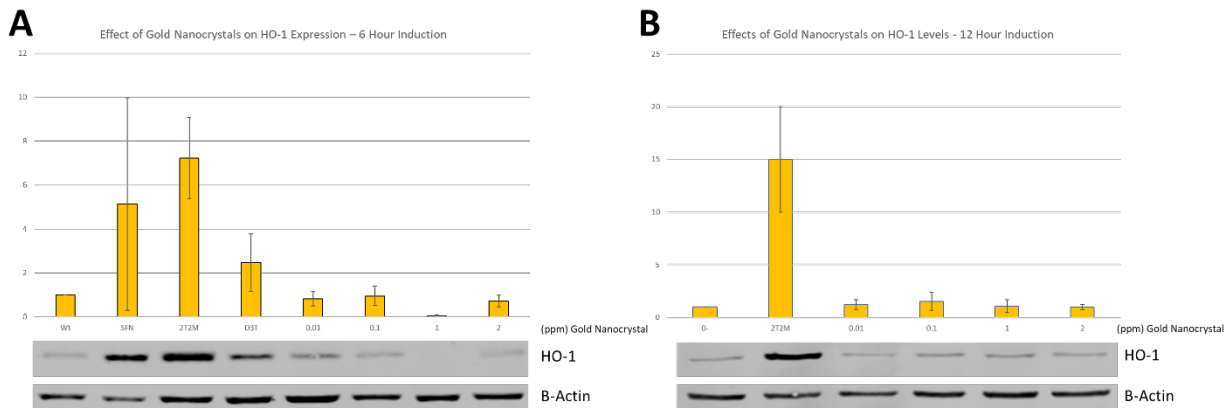 A
Effect of Gold Nanocrystals on HO-1 Expression – 6 Hour Induction
12
10
8
6
4
2
0
Wt SFN 2T2M D3T 0.01 0.1 1 2 (ppm) Gold Nanocrystal
HO-1
B-Actin
B
Effects of Gold Nanocrystals on HO-1 Levels - 12 Hour Induction
25
20
15
10
5
0
0- 2T2M 0.01 0.1 1 2 (ppm) Gold Nanocrystal
HO-1
B-Actin